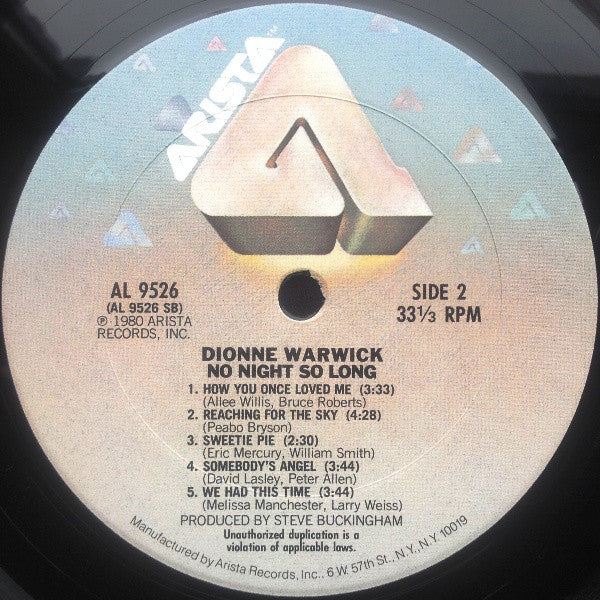 ARISTA™
AL 9526
(AL 9526 SB)
℗ 1980 ARISTA
RECORDS, INC.
SIDE 2
33⅓ RPM
DIONNE WARWICK
NO NIGHT SO LONG
1. HOW YOU ONCE LOVED ME (3:33)
(Allee Willis, Bruce Roberts)
2. REACHING FOR THE SKY (4:28)
(Peabo Bryson)
3. SWEETIE PIE (2:30)
(Eric Mercury, William Smith)
4. SOMEBODY'S ANGEL (3:44)
(David Lasley, Peter Allen)
5. WE HAD THIS TIME (3:44)
(Melissa Manchester, Larry Weiss)
PRODUCED BY STEVE BUCKINGHAM
Unauthorized duplication is a
violation of applicable laws.
Manufactured by Arista Records, Inc., 6 W. 57th St., N.Y., N.Y. 10019